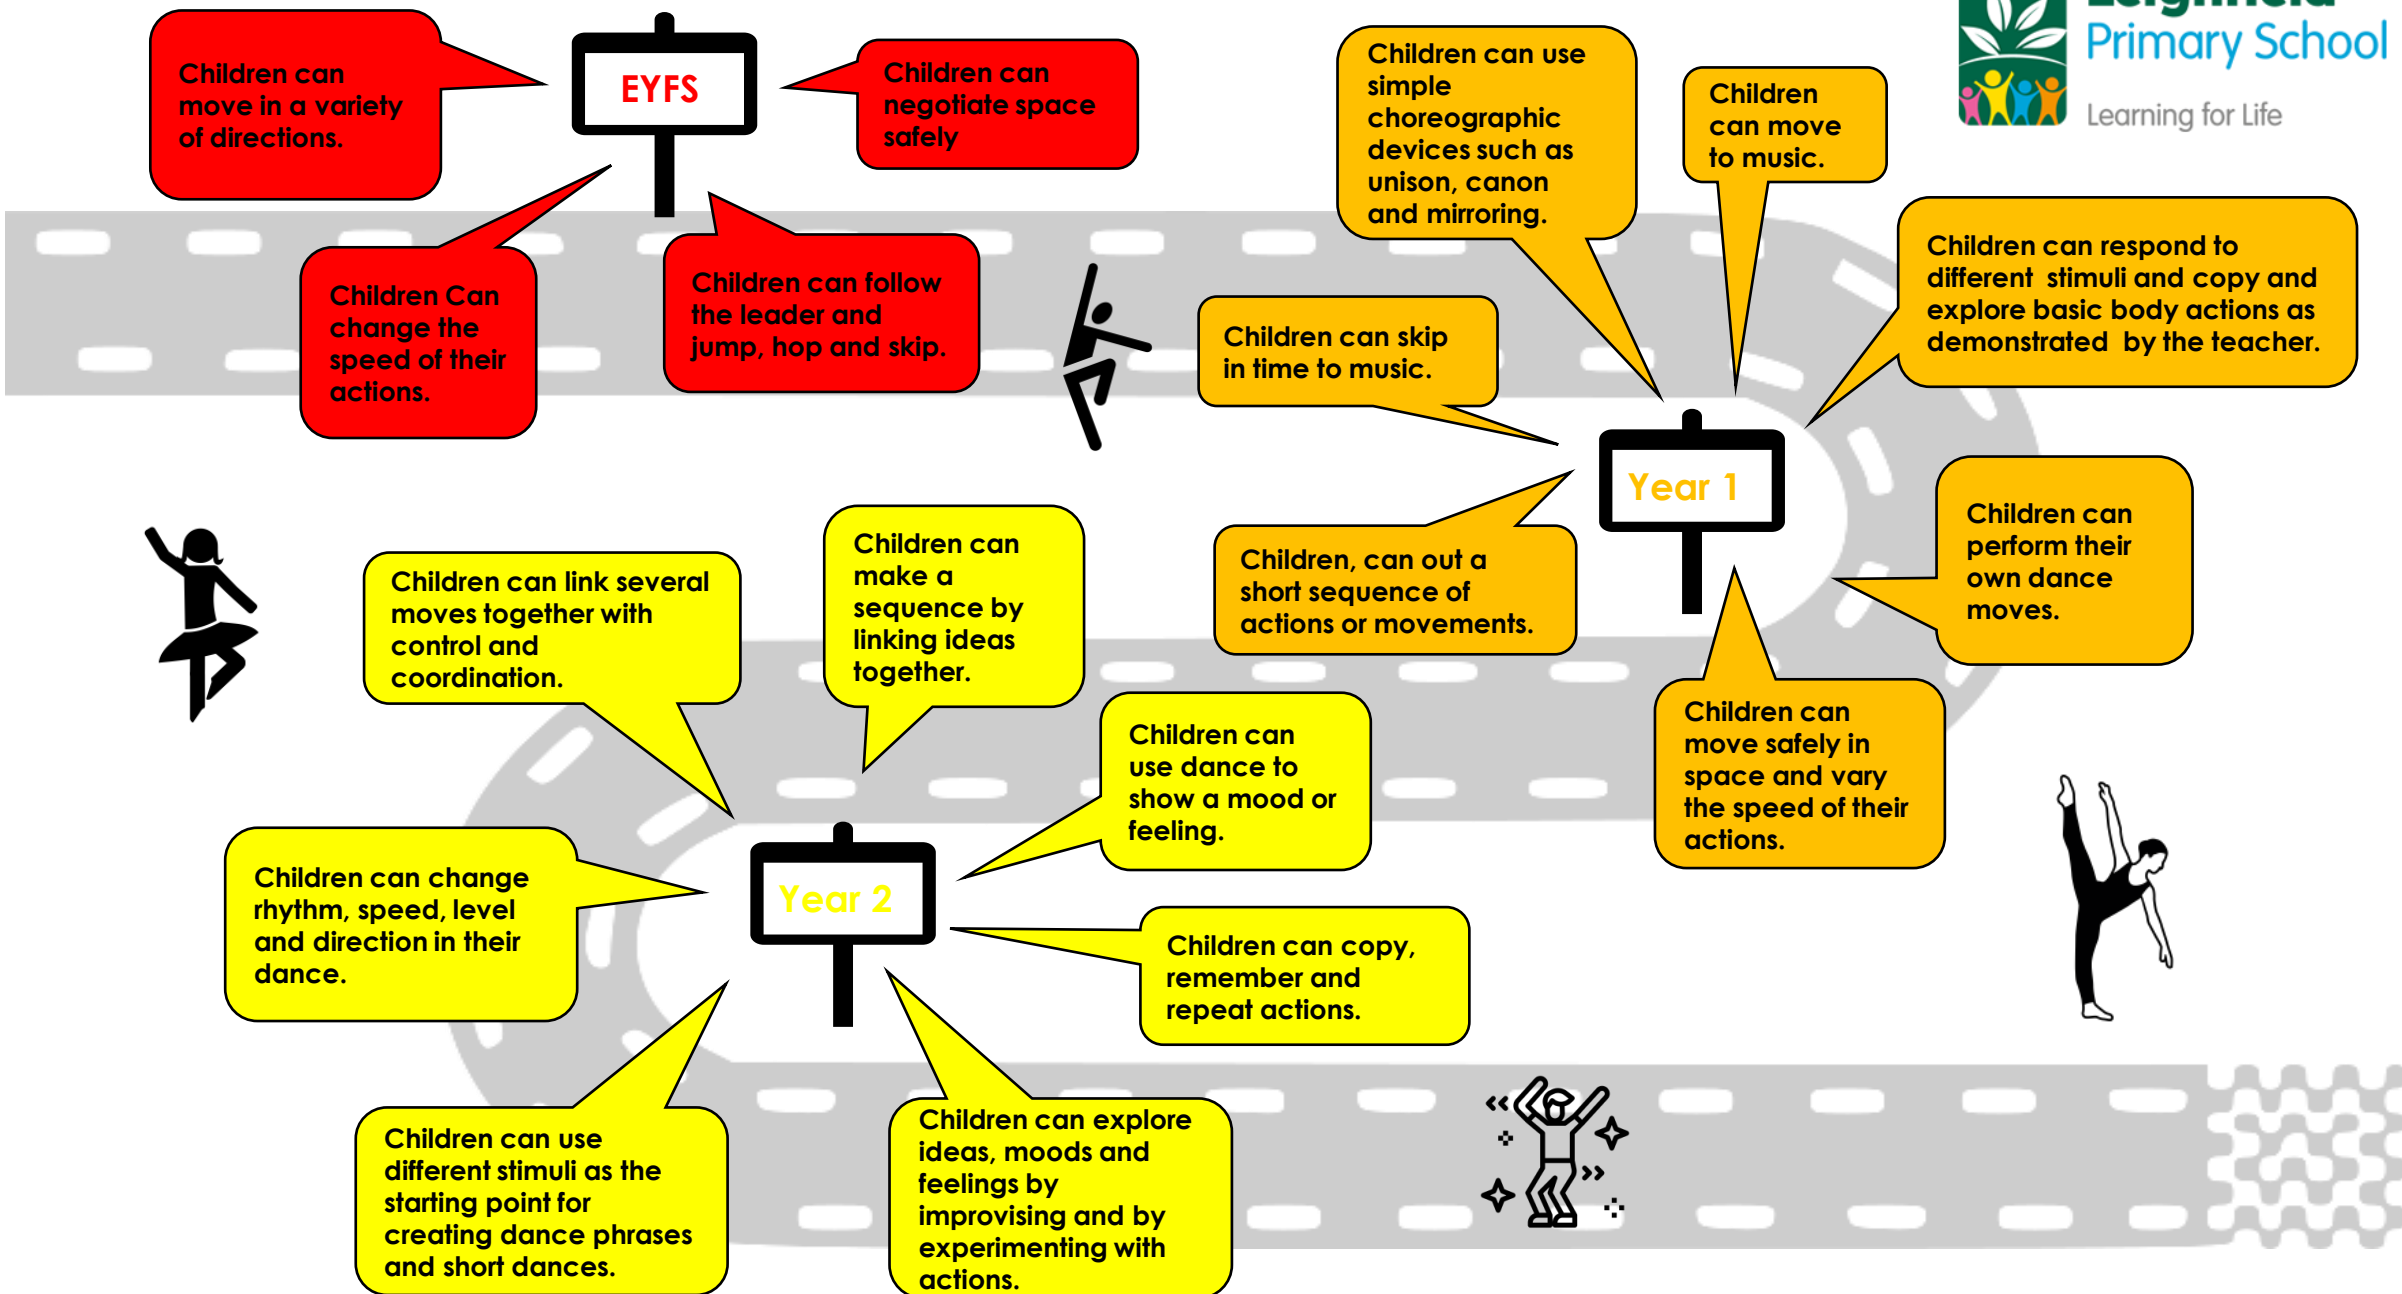 Children can
move in a variety
of directions.
EYFS
Children can
negotiate space
safely
Children Can
change the
speed of their
actions.
Children can follow
the leader and
jump, hop and skip.
Children can use
simple
choreographic
devices such as
unison, canon
and mirroring.
Children
can move
to music.
Primary School
Learning for Life
Children can respond to
different stimuli and copy and
explore basic body actions as
demonstrated by the teacher.
Children can skip
in time to music.
Year 1
Children, can out a
short sequence of
actions or movements.
Children can
perform their
own dance
moves.
Children can
move safely in
space and vary
the speed of their
actions.
Children can link several
moves together with
control and
coordination.
Children can
make a
sequence by
linking ideas
together.
Children can
use dance to
show a mood or
feeling.
Children can change
rhythm, speed, level
and direction in their
dance.
Year 2
Children can copy,
remember and
repeat actions.
Children can use
different stimuli as the
starting point for
creating dance phrases
and short dances.
Children can explore
ideas, moods and
feelings by
improvising and by
experimenting with
actions.